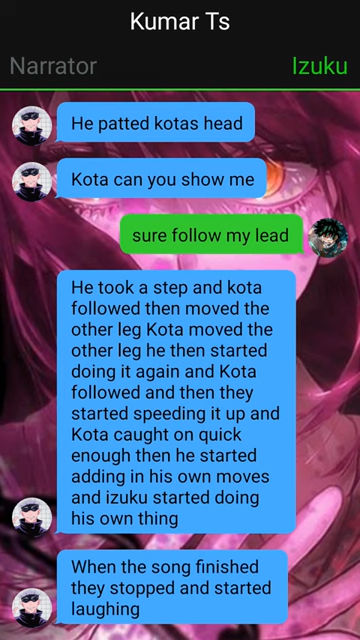 Kumar Ts
Narrator
Izuku
He patted kotas head
Kota can you show me
sure follow my lead
He took a step and kota
followed then moved the
other leg Kota moved the
other leg he then started
doing it again and Kota
followed and then they
started speeding it up and
Kota caught on quick
enough then he started
adding in his own moves
and izuku started doing
his own thing
When the song finished
they stopped and started
laughing